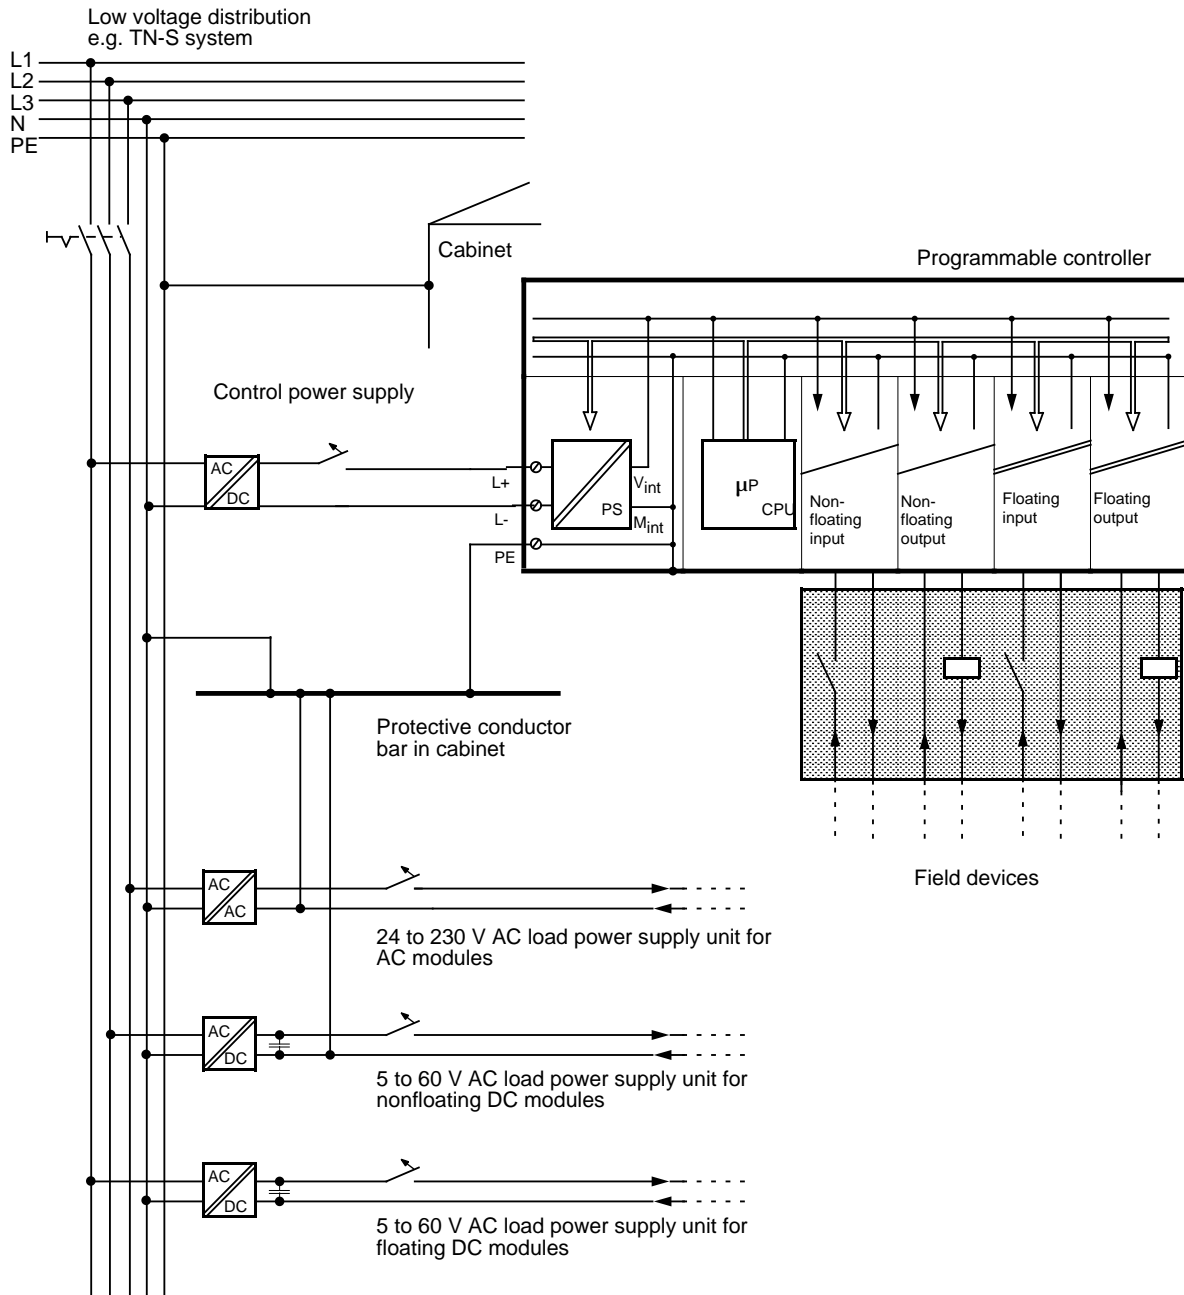 Low voltage distribution
e.g. TN-S system
L1
L2
L3
N
PE
Cabinet
Programmable controller
Control power supply
AC
DC
L+
L-
PE
PS
Vint
Mint
μP
CPU
Non-
floating
input
Non-
floating
output
Floating
input
Floating
output
Protective conductor
bar in cabinet
Field devices
AC
AC
24 to 230 V AC load power supply unit for
AC modules
AC
DC
5 to 60 V AC load power supply unit for
nonfloating DC modules
AC
DC
5 to 60 V AC load power supply unit for
floating DC modules